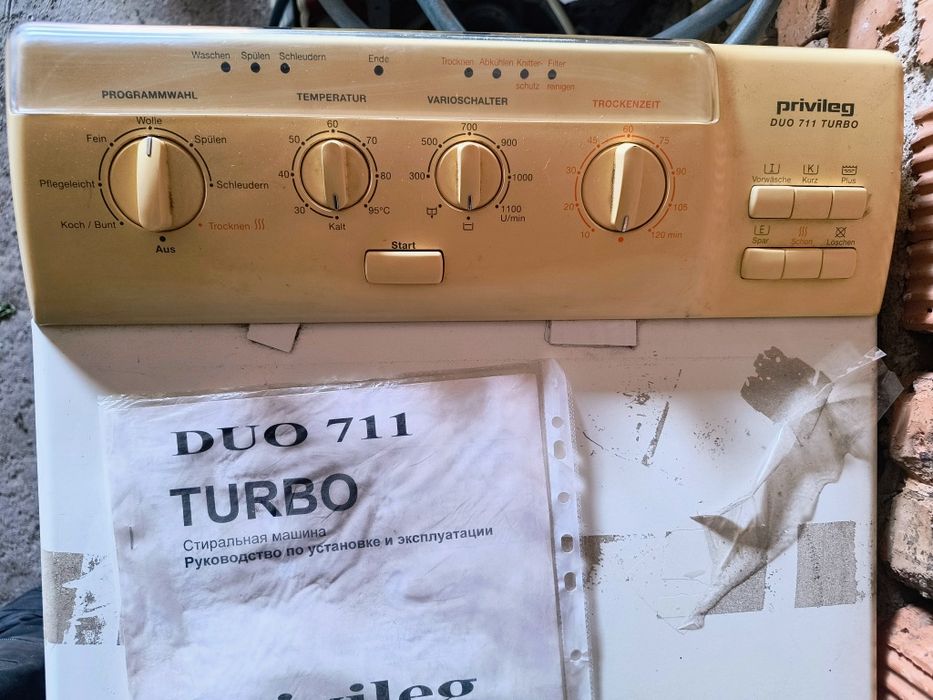 Waschen Spülen Schleudern Ende Trocknen Abkühlen Knitter-schutz Filter reinigen
PROGRAMMWAHL TEMPERATUR VARIOSCHALTER TROCKENZEIT
privileg
DUO 711 TURBO
Wolle
Fein Spülen
Pflegeleicht Schleudern
Koch / Bunt Trocknen
Aus
60
50 70
40 80
30 95°C
Kalt
700
500 900
300 1000
1100
U/min
60
45 75
30 90
20 105
10 120 min
Start
I K
Vorwäsche Kurz Plus
E
Spar Schon Löschen
DUO 711
TURBO
Стиральная машина
Руководство по установке и эксплуатации
privileg